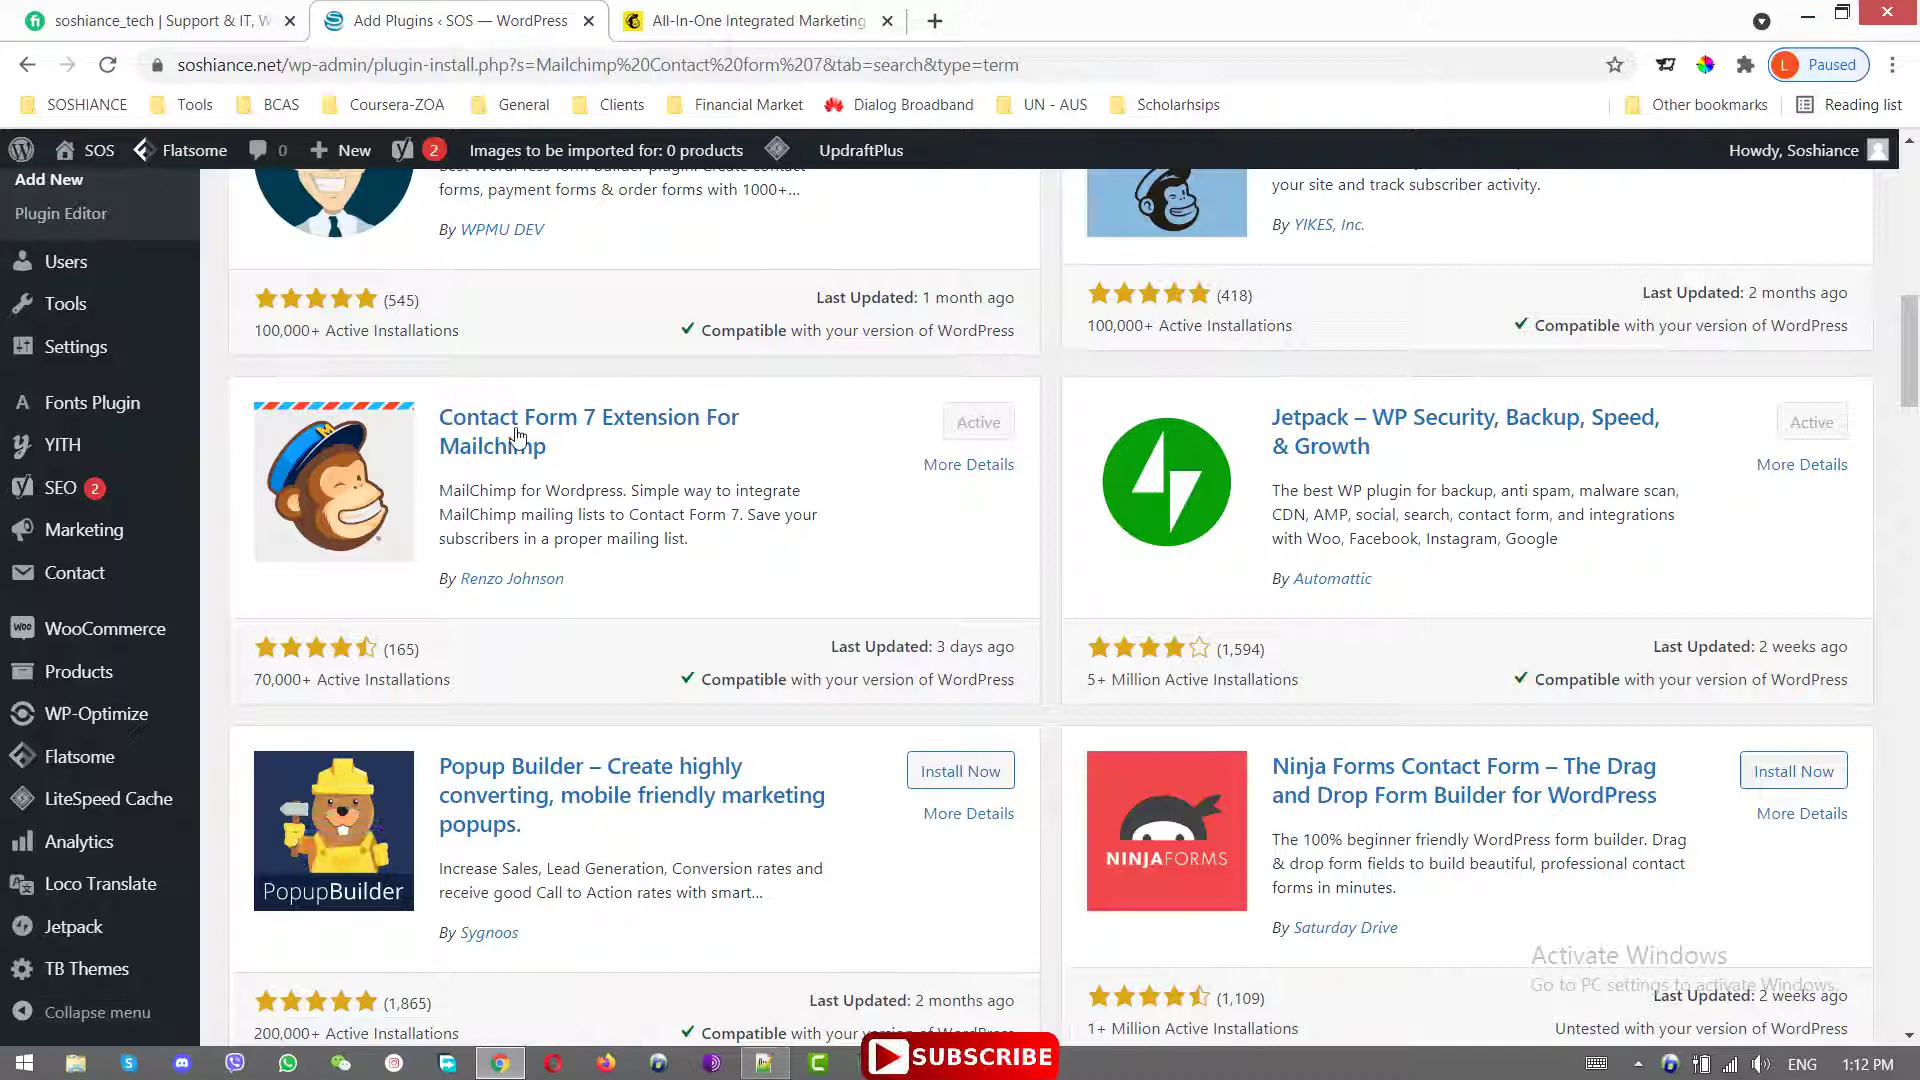 soshiance_tech | Support & IT, W
Add Plugins ‹ SOS — WordPress
All-In-One Integrated Marketing
soshiance.net/wp-admin/plugin-install.php?s=Mailchimp%20Contact%20form%207&tab=search&type=term
L Paused
SOSHIANCE Tools BCAS Coursera-ZOA General Clients Financial Market Dialog Broadband UN - AUS Scholarhsips Other bookmarks Reading list
SOS Flatsome 0 New 2 Images to be imported for: 0 products UpdraftPlus Howdy, Soshiance
Add New
Plugin Editor
Users
Tools
Settings
Fonts Plugin
YITH
SEO 2
Marketing
Contact
WooCommerce
Products
WP-Optimize
Flatsome
LiteSpeed Cache
Analytics
Loco Translate
Jetpack
TB Themes
Collapse menu
forms, payment forms & order forms with 1000+...
By WPMU DEV
(545)
Last Updated: 1 month ago
100,000+ Active Installations
Compatible with your version of WordPress
your site and track subscriber activity.
By YIKES, Inc.
(418)
Last Updated: 2 months ago
100,000+ Active Installations
Compatible with your version of WordPress
Contact Form 7 Extension For
Mailchimp
Active
More Details
MailChimp for Wordpress. Simple way to integrate
MailChimp mailing lists to Contact Form 7. Save your
subscribers in a proper mailing list.
By Renzo Johnson
(165)
Last Updated: 3 days ago
70,000+ Active Installations
Compatible with your version of WordPress
Jetpack – WP Security, Backup, Speed,
& Growth
Active
More Details
The best WP plugin for backup, anti spam, malware scan,
CDN, AMP, social, search, contact form, and integrations
with Woo, Facebook, Instagram, Google
By Automattic
(1,594)
Last Updated: 2 weeks ago
5+ Million Active Installations
Compatible with your version of WordPress
PopupBuilder
Popup Builder – Create highly
converting, mobile friendly marketing
popups.
Install Now
More Details
Increase Sales, Lead Generation, Conversion rates and
receive good Call to Action rates with smart...
By Sygnoos
(1,865)
Last Updated: 2 months ago
200,000+ Active Installations
Compatible with your version of WordPress
NINJAFORMS
Ninja Forms Contact Form – The Drag
and Drop Form Builder for WordPress
Install Now
More Details
The 100% beginner friendly WordPress form builder. Drag
& drop form fields to build beautiful, professional contact
forms in minutes.
By Saturday Drive
(1,109)
Last Updated: 2 weeks ago
1+ Million Active Installations
Untested with your version of WordPress
Activate Windows
Go to PC settings to activate Windows.
SUBSCRIBE
ENG 1:12 PM